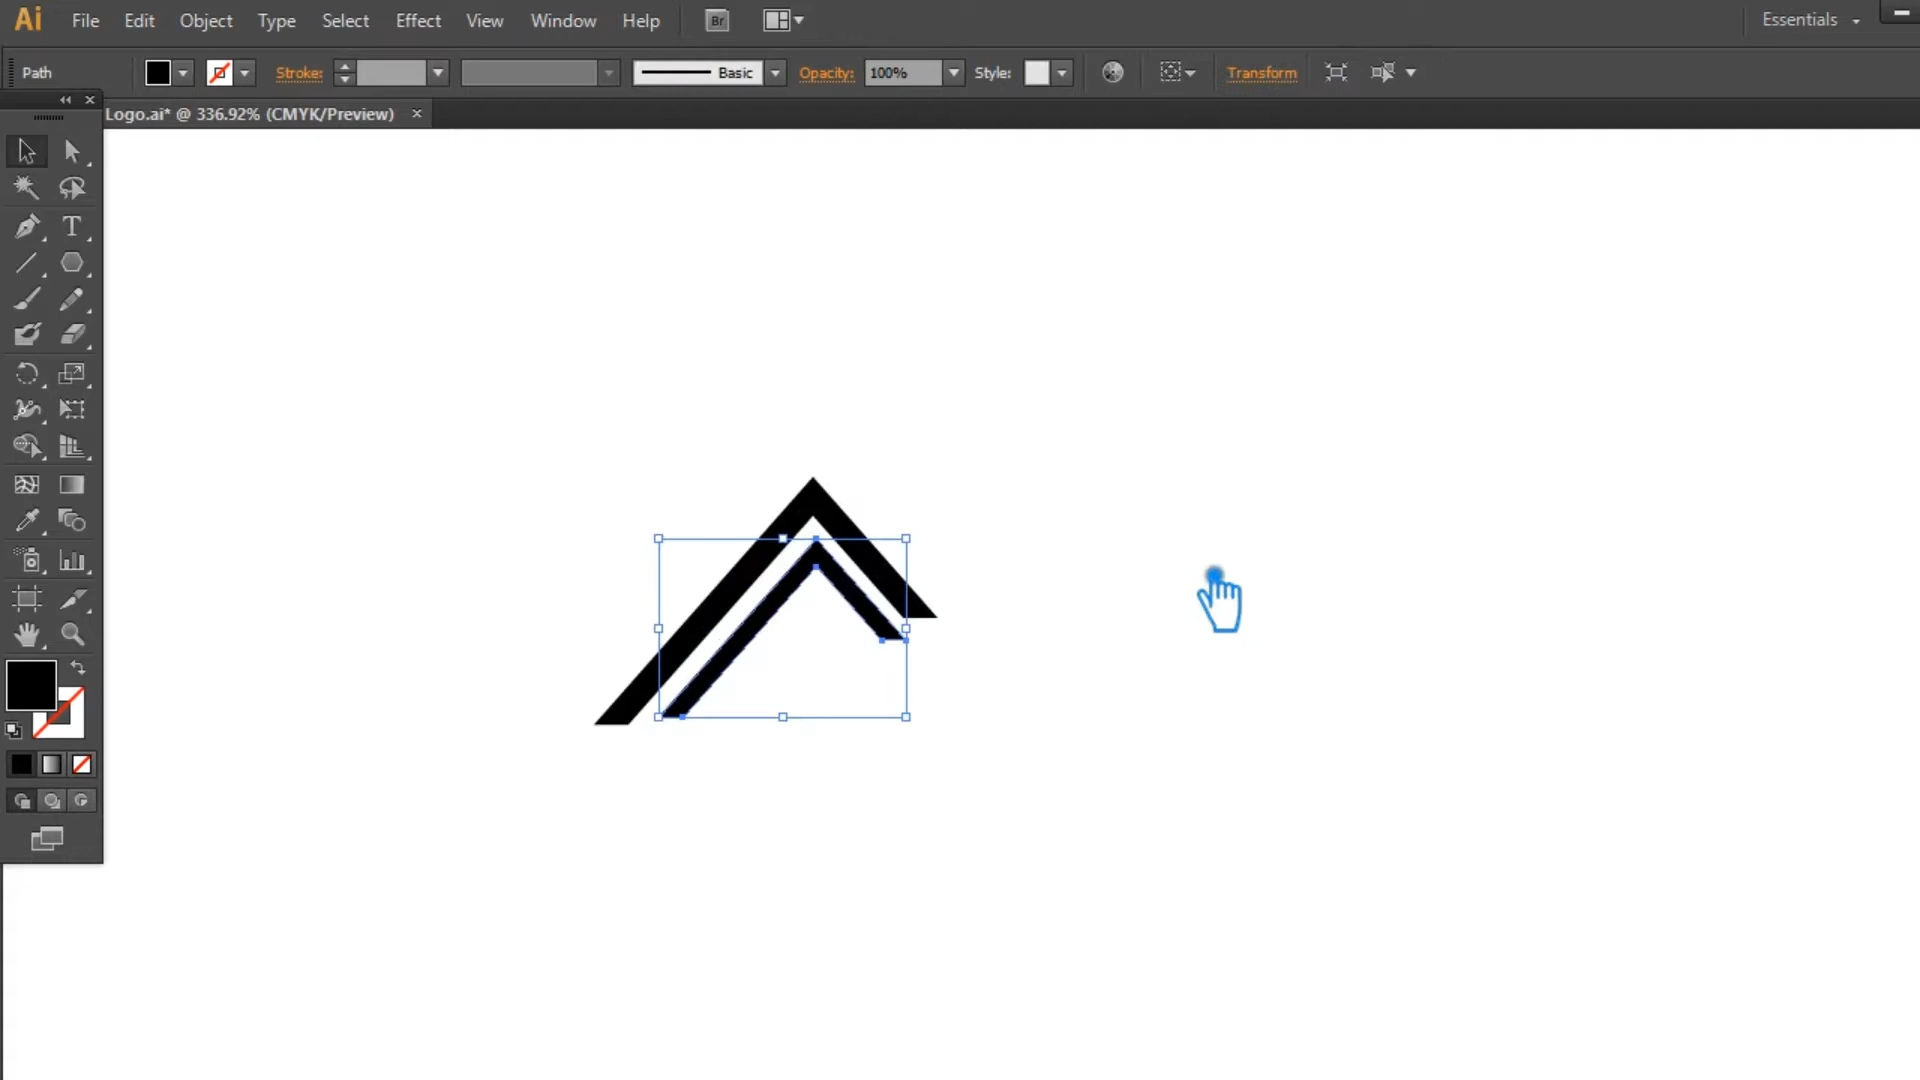 Ai File Edit Object Type Select Effect View Window Help Br Essentials
Path Stroke: Basic Opacity: 100% Style: Transform
Logo.ai* @ 336.92% (CMYK/Preview)
T